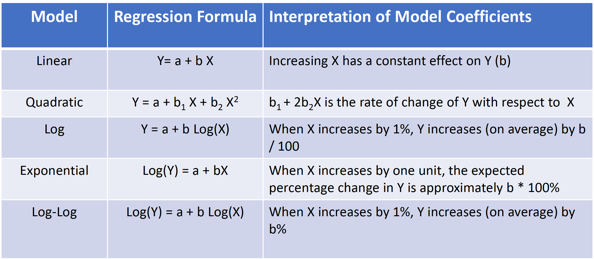 Model Regression Formula Interpretation of Model Coefficients
Linear Y= a + b X Increasing X has a constant effect on Y (b)
Quadratic Y = a + b₁ X + b₂ X² b₁ + 2b₂X is the rate of change of Y with respect to X
Log Y = a + b Log(X) When X increases by 1%, Y increases (on average) by b
/ 100
Exponential Log(Y) = a + bX When X increases by one unit, the expected
percentage change in Y is approximately b * 100%
Log-Log Log(Y) = a + b Log(X) When X increases by 1%, Y increases (on average) by
b%